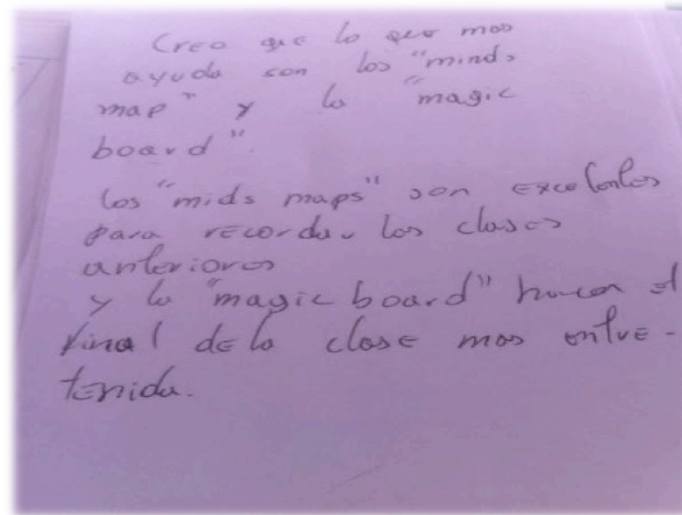 Creo que lo que mas
ayuda son los "minds
map" y la "magic
board".
los "mids maps" son excelentes
para recordar las clases
anteriores
y la "magic board" hacen el
final de la clase mas entre-
tenida.